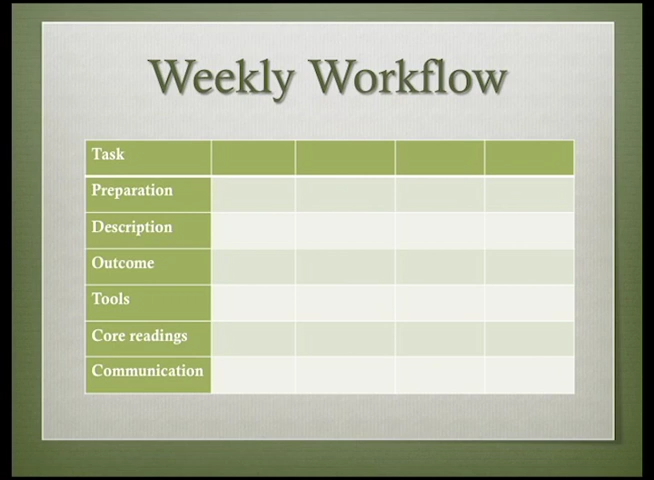 Weekly Workflow
Task
Preparation
Description
Outcome
Tools
Core readings
Communication